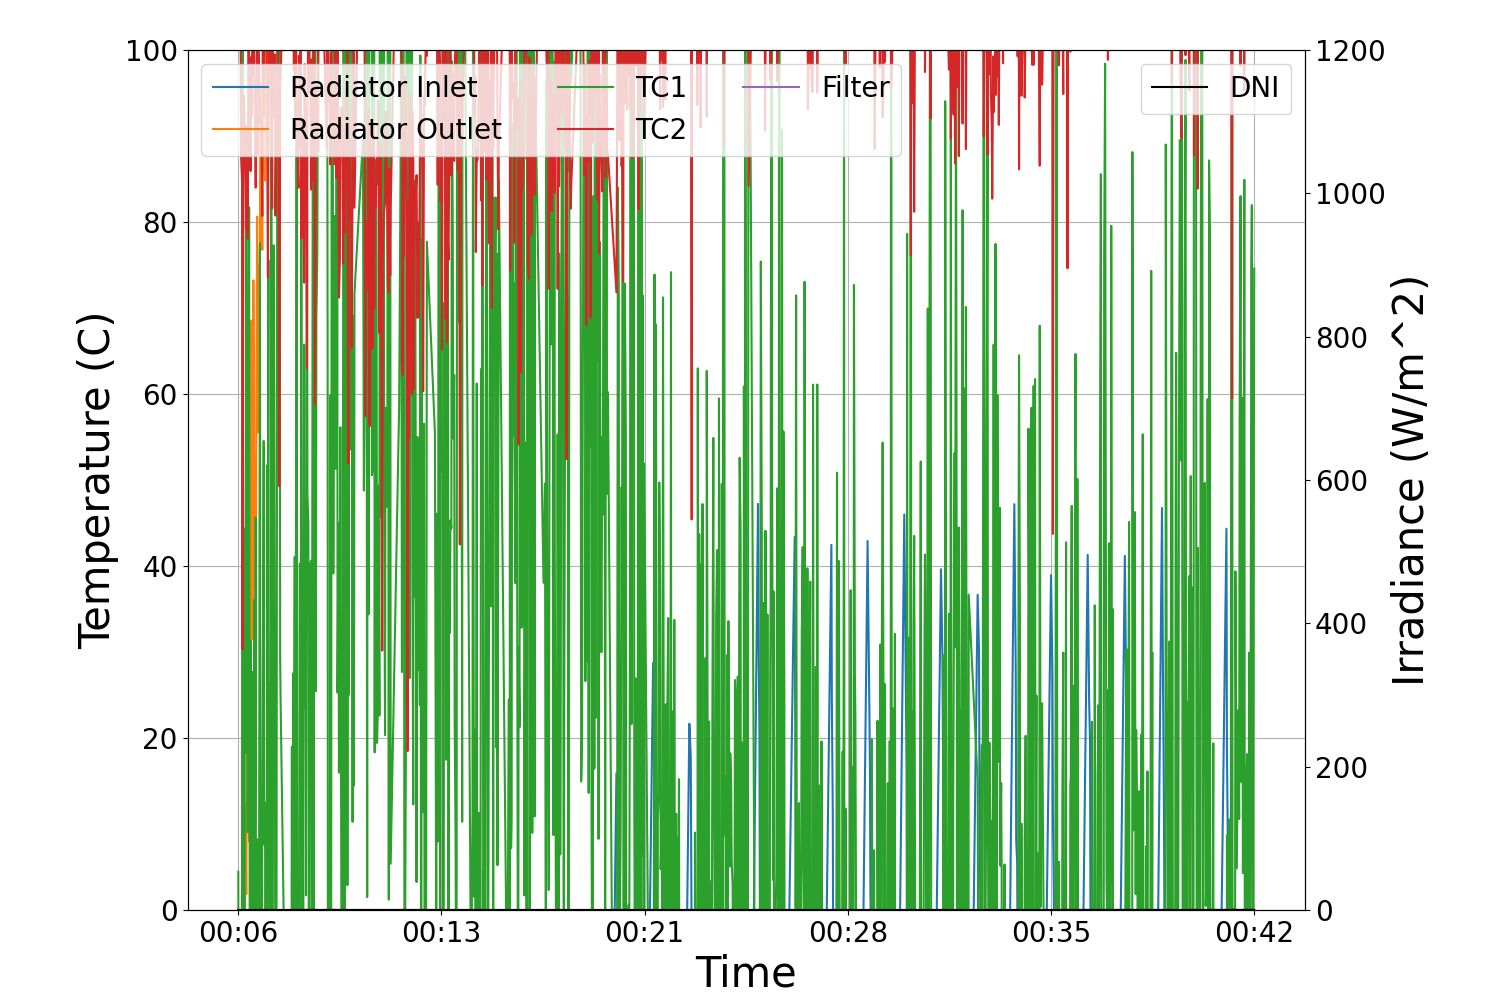 Radiator Inlet
Radiator Outlet
TC1
TC2
Filter
DNI
100
80
60
40
20
0
Temperature (C)
1200
1000
800
600
400
200
0
Irradiance (W/m^2)
00:06 00:13 00:21 00:28 00:35 00:42
Time